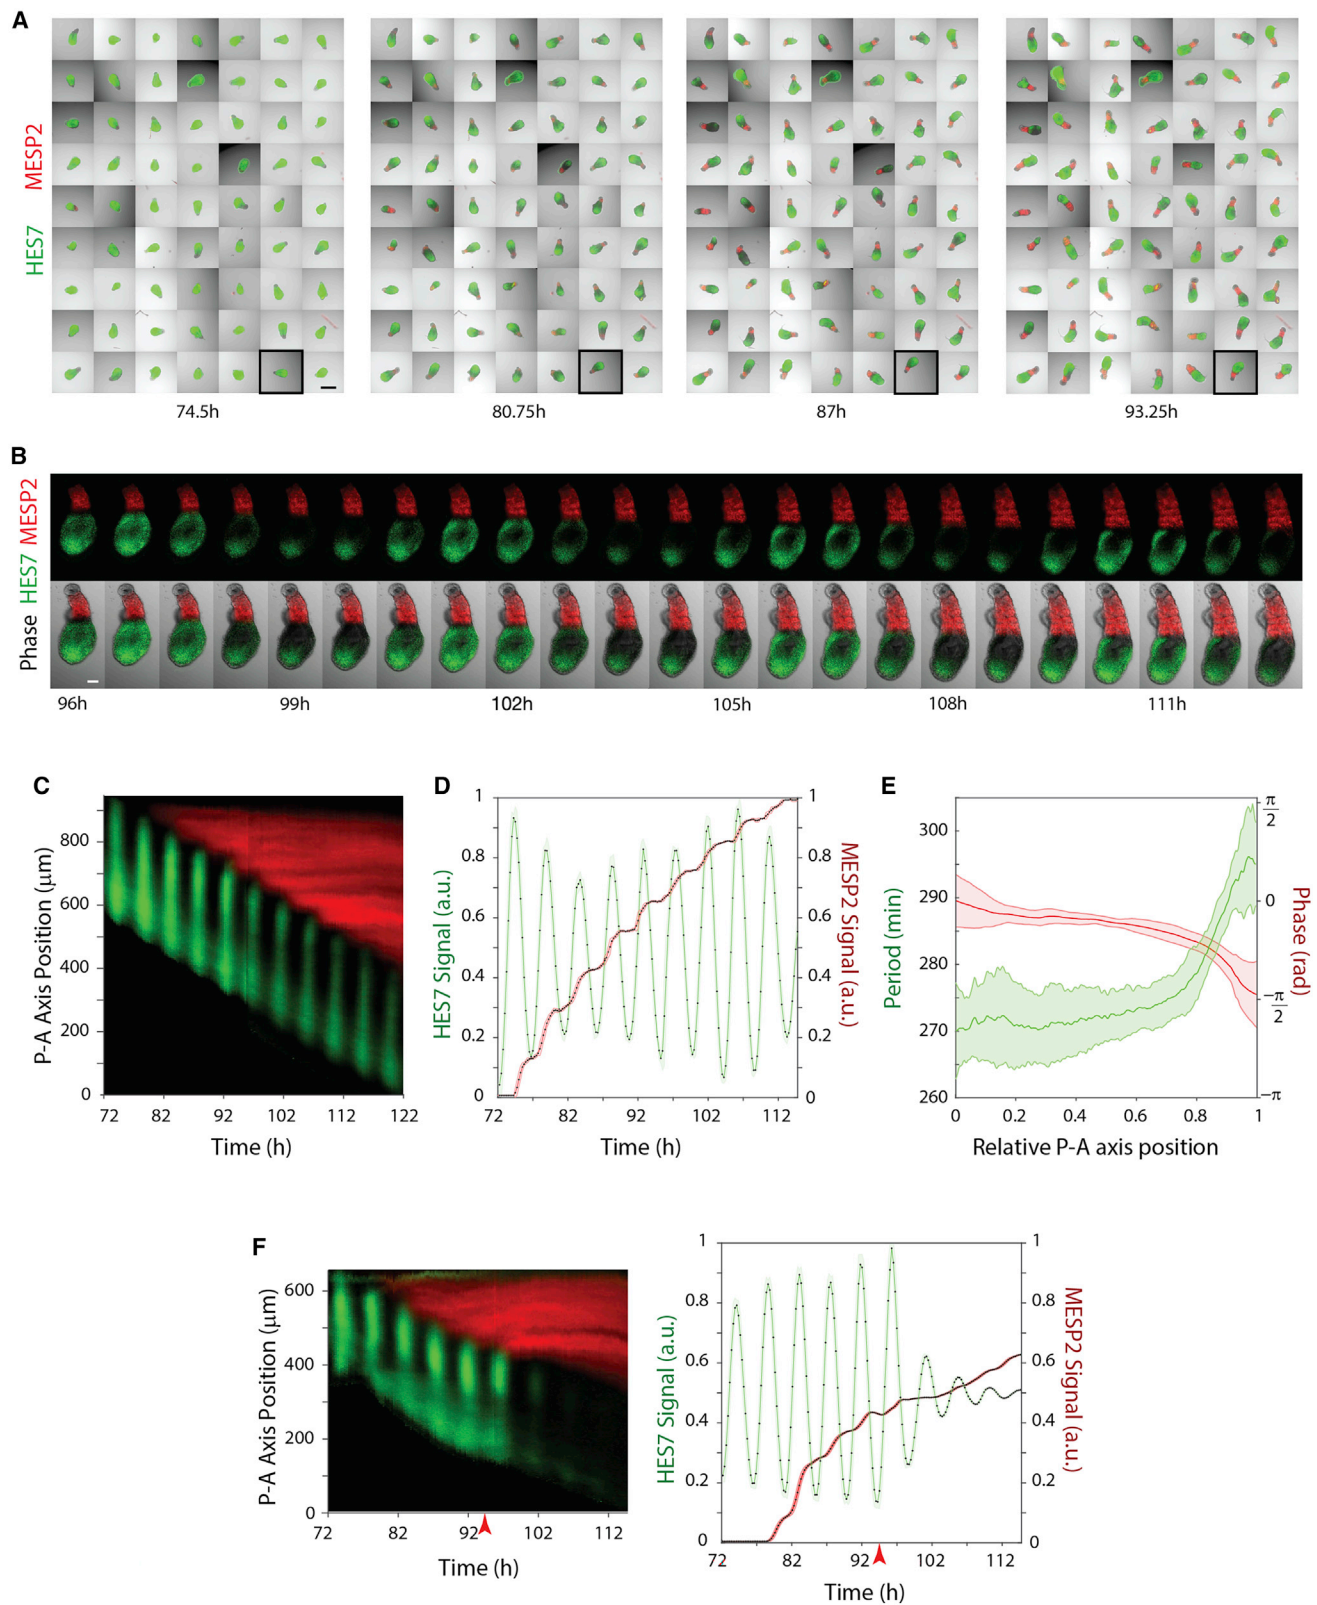 A
HES7 MESP2
74.5h 80.75h 87h 93.25h
B
Phase HES7 MESP2
96h 99h 102h 105h 108h 111h
C
P-A Axis Position (μm)
800
600
400
200
0
72 82 92 102 112 122
Time (h)
D
HES7 Signal (a.u.)
1
0.8
0.6
0.4
0.2
0
72 82 92 102 112
Time (h)
1
0.8
0.6
0.4
0.2
0
MESP2 Signal (a.u.)
E
Period (min)
300
290
280
270
260
0 0.2 0.4 0.6 0.8 1
Relative P-A axis position
π/2
0
−π/2
−π
Phase (rad)
F
P-A Axis Position (μm)
600
400
200
0
72 82 92 102 112
Time (h)
HES7 Signal (a.u.)
1
0.8
0.6
0.4
0.2
0
72 82 92 102 112
Time (h)
1
0.8
0.6
0.4
0.2
0
MESP2 Signal (a.u.)